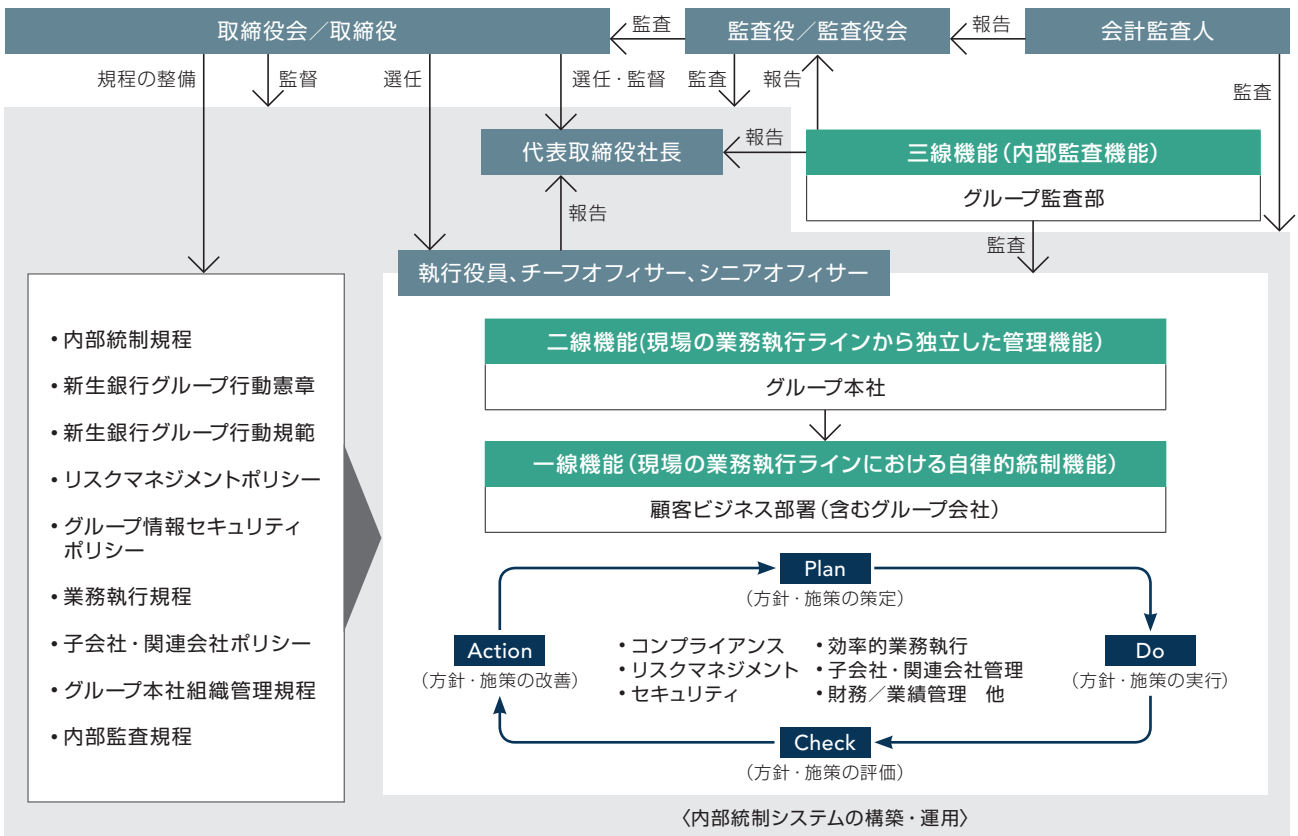 取締役会／取締役
監査
監査役／監査役会
報告
会計監査人
規程の整備
監督
選任
選任・監督
監査
報告
監査
代表取締役社長
報告
三線機能（内部監査機能）
グループ監査部
報告
監査
執行役員、チーフオフィサー、シニアオフィサー
・内部統制規程
・新生銀行グループ行動憲章
・新生銀行グループ行動規範
・リスクマネジメントポリシー
・グループ情報セキュリティ
ポリシー
・業務執行規程
・子会社・関連会社ポリシー
・グループ本社組織管理規程
・内部監査規程
二線機能(現場の業務執行ラインから独立した管理機能）
グループ本社
一線機能（現場の業務執行ラインにおける自律的統制機能）
顧客ビジネス部署（含むグループ会社）
Plan
（方針・施策の策定）
Action
（方針・施策の改善）
・コンプライアンス
・リスクマネジメント
・セキュリティ
・効率的業務執行
・子会社・関連会社管理
・財務／業績管理　他
Do
（方針・施策の実行）
Check
（方針・施策の評価）
〈内部統制システムの構築・運用〉